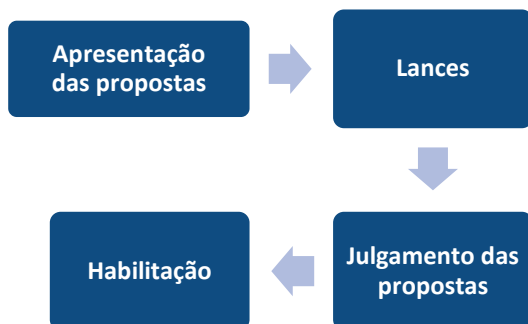 Apresentação
das propostas
Lances
Julgamento das
propostas
Habilitação